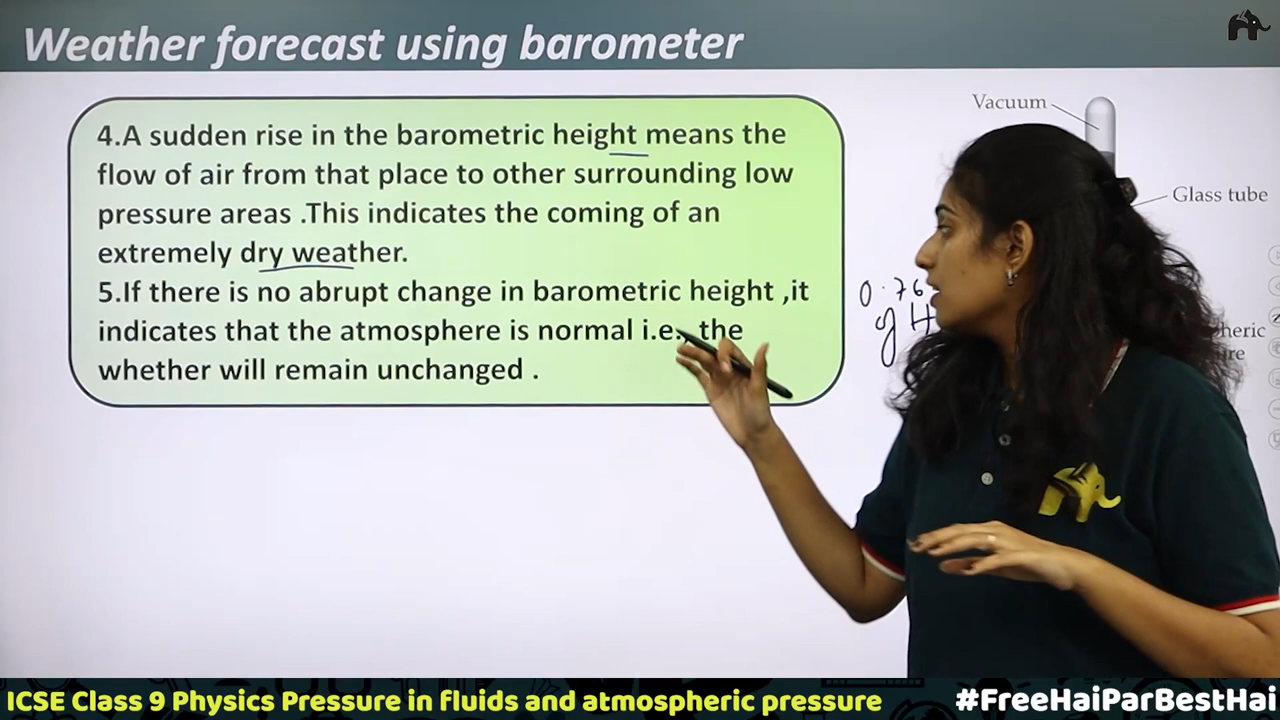 Weather forecast using barometer
4.A sudden rise in the barometric height means the
flow of air from that place to other surrounding low
pressure areas .This indicates the coming of an
extremely dry weather.
5.If there is no abrupt change in barometric height ,it
indicates that the atmosphere is normal i.e., the
whether will remain unchanged .
Vacuum
Glass tube
0.76
g H
ICSE Class 9 Physics Pressure in fluids and atmospheric pressure
#FreeHaiParBestHai